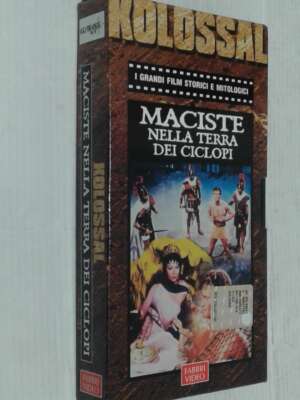 KOLOSSAL
I GRANDI FILM STORICI E MITOLOGICI
MACISTE
NELLA TERRA
DEI CICLOPI
FABBRI
VIDEO
KOLOSSAL
MACISTE NELLA TERRA DEI CICLOPI
FABBRI
VIDEO